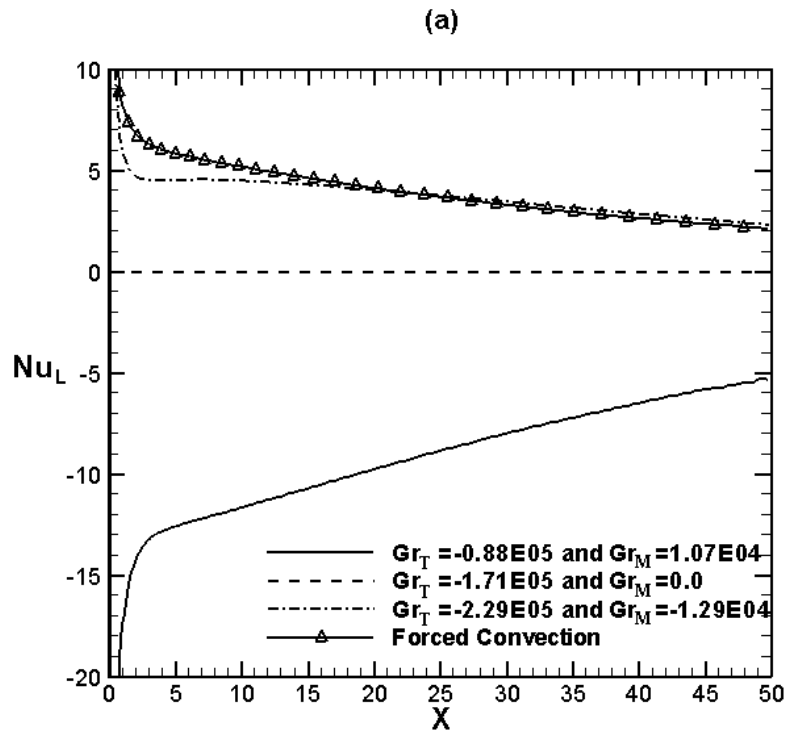 (a)
10
5
0
Nu_L
-5
-10
-15
-20
Gr_T =-0.88E05 and Gr_M=1.07E04
Gr_T =-1.71E05 and Gr_M=0.0
Gr_T =-2.29E05 and Gr_M=-1.29E04
Forced Convection
0 5 10 15 20 25 30 35 40 45 50
X